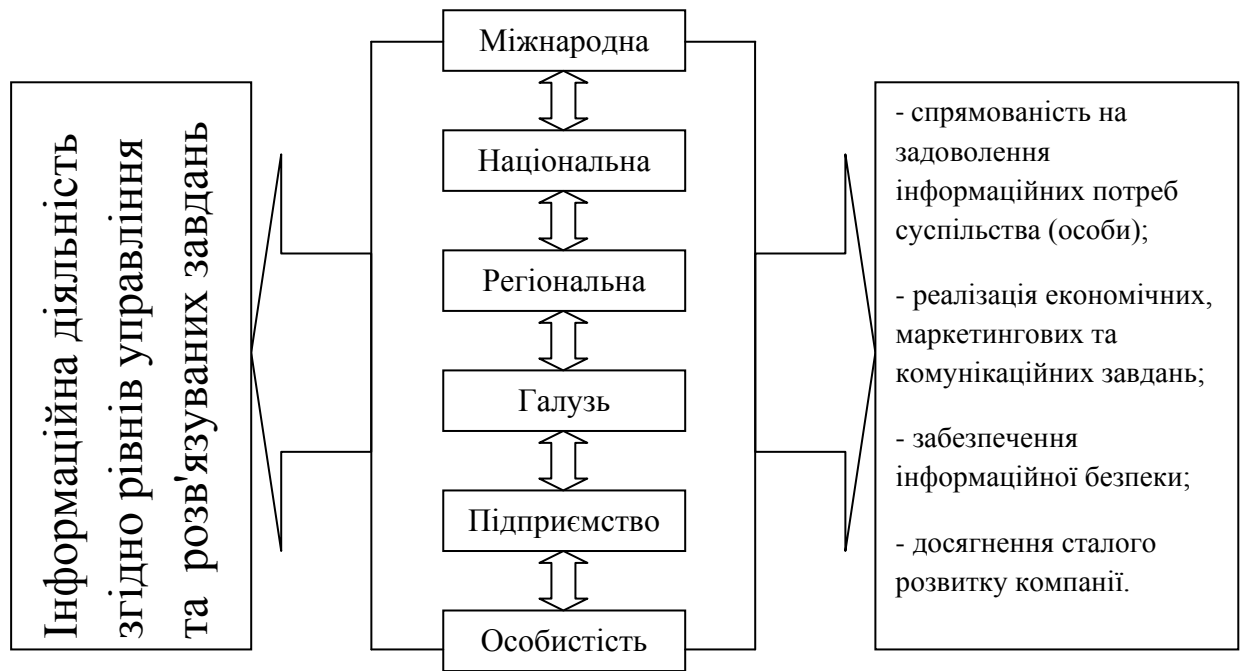 Інформаційна діяльність
згідно рівнів управління
та розв'язуваних завдань
Міжнародна
Національна
Регіональна
Галузь
Підприємство
Особистість
- спрямованість на
задоволення
інформаційних потреб
суспільства (особи);
- реалізація економічних,
маркетингових та
комунікаційних завдань;
- забезпечення
інформаційної безпеки;
- досягнення сталого
розвитку компанії.